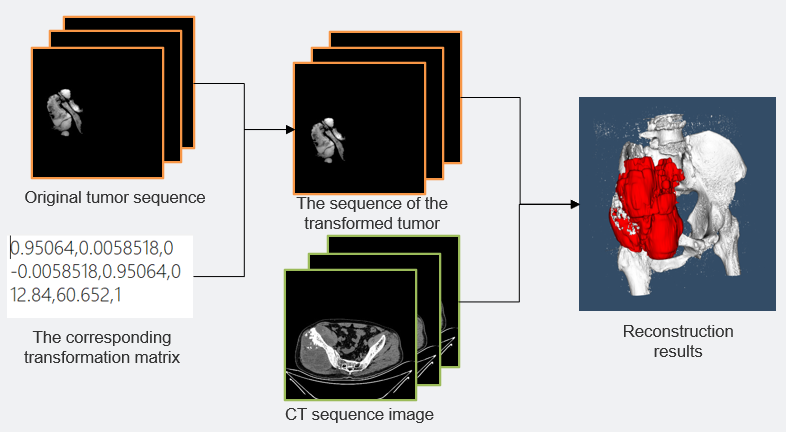 Original tumor sequence
0.95064,0.0058518,0
-0.0058518,0.95064,0
12.84,60.652,1
The corresponding
transformation matrix
The sequence of the
transformed tumor
CT sequence image
Reconstruction
results